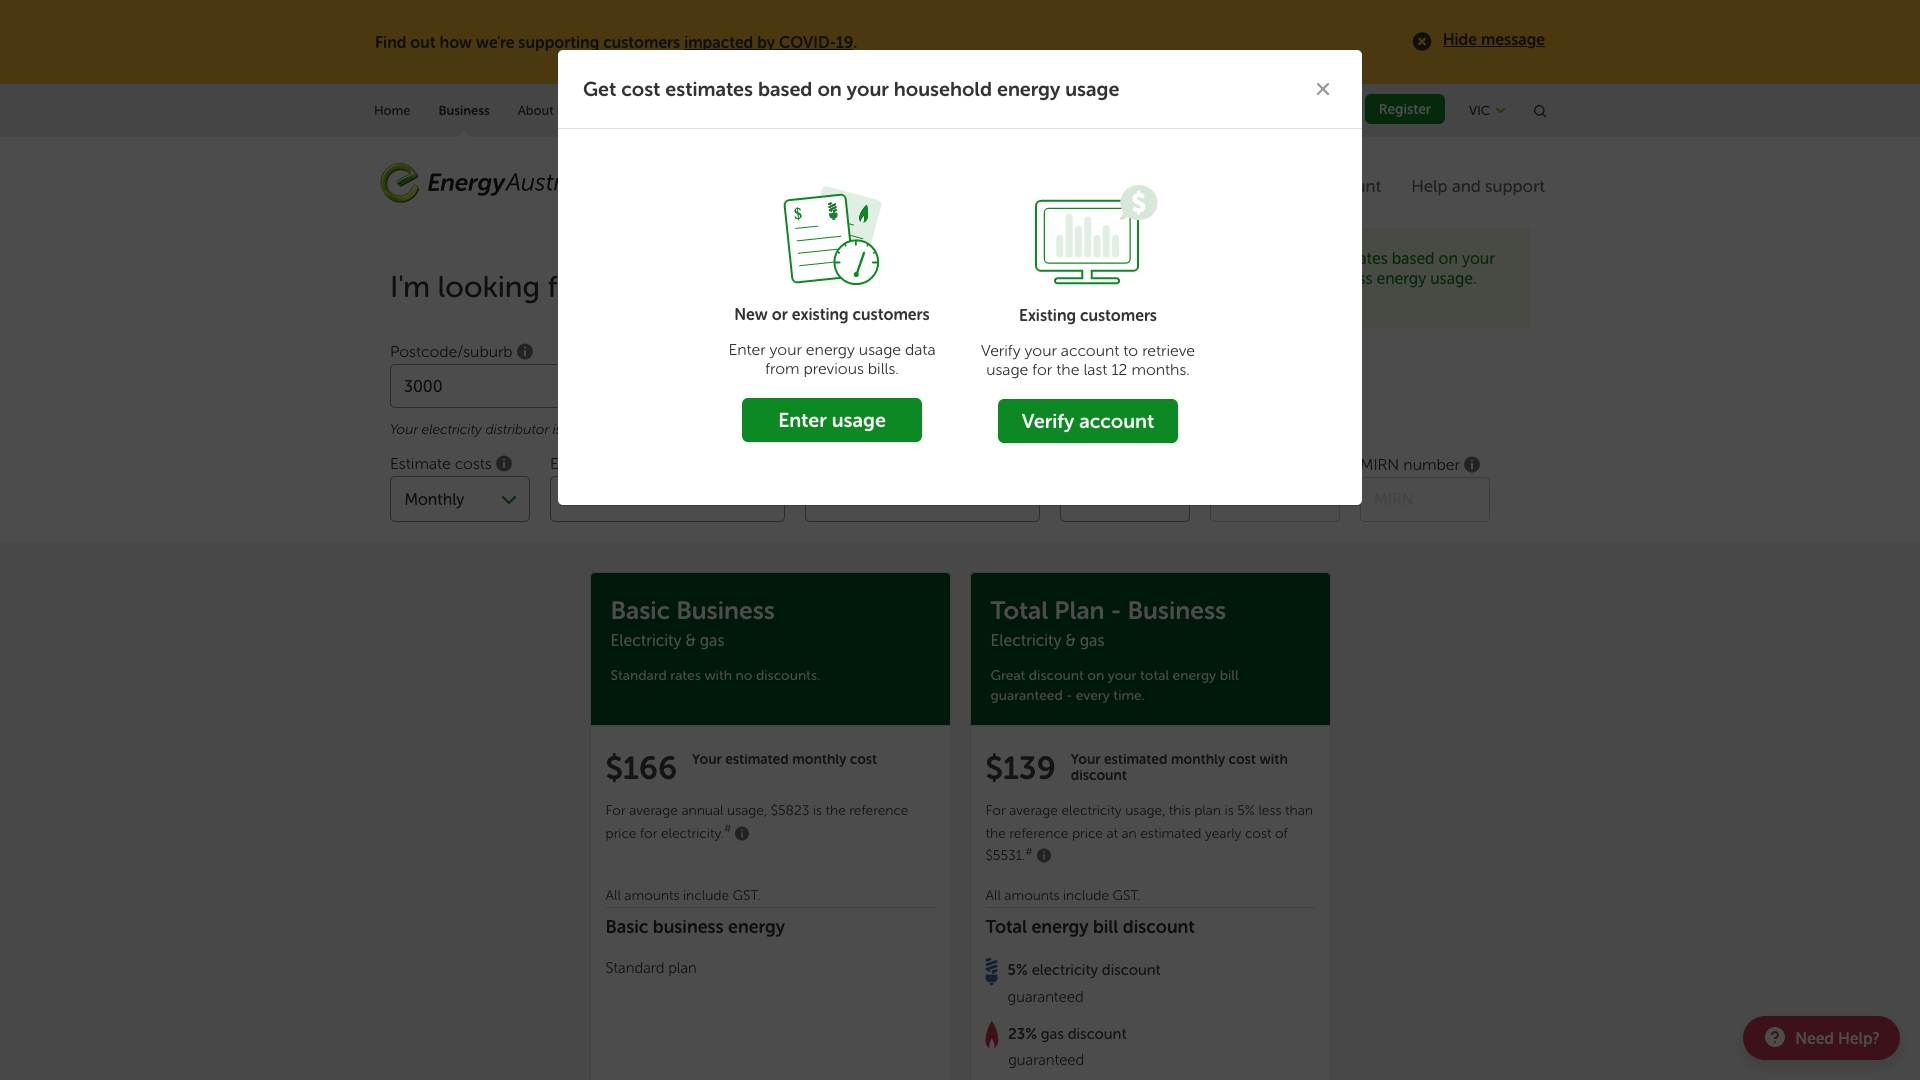 Find out how we're supporting customers impacted by COVID-19.
Hide message
Get cost estimates based on your household energy usage
Home
Business
About
Register
VIC
EnergyAustr
Help and support
I'm looking f
ates based on your
ss energy usage.
$
$
New or existing customers
Enter your energy usage data
from previous bills.
Enter usage
Existing customers
Verify your account to retrieve
usage for the last 12 months.
Verify account
Postcode/suburb
3000
Your electricity distributor is
Estimate costs
Monthly
E
MIRN number
MIRN
Basic Business
Electricity & gas
Standard rates with no discounts.
$166
Your estimated monthly cost
For average annual usage, $5823 is the reference
price for electricity.#
All amounts include GST.
Basic business energy
Standard plan
Total Plan - Business
Electricity & gas
Great discount on your total energy bill
guaranteed - every time.
$139
Your estimated monthly cost with
discount
For average electricity usage, this plan is 5% less than
the reference price at an estimated yearly cost of
$5531.#
All amounts include GST.
Total energy bill discount
5% electricity discount
guaranteed
23% gas discount
guaranteed
Need Help?